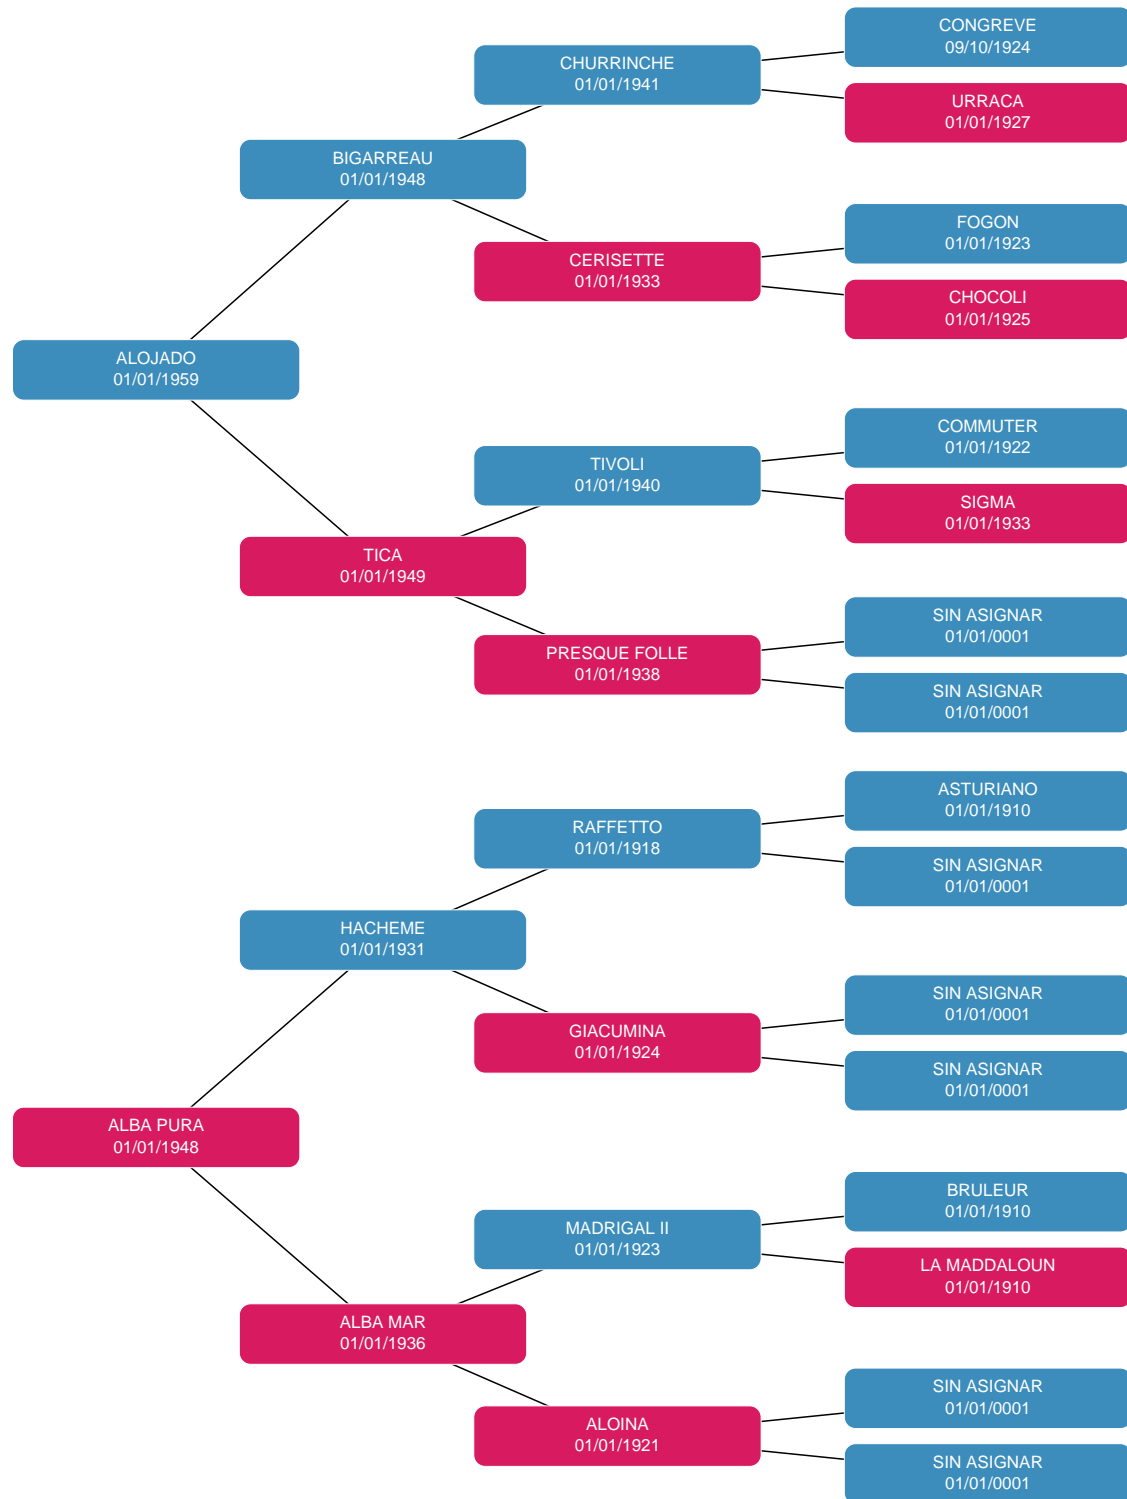 CONGREVE
09/10/1924
CHURRINCHE
01/01/1941
URRACA
01/01/1927
BIGARREAU
01/01/1948
FOGON
01/01/1923
CERISETTE
01/01/1933
CHOCOLI
01/01/1925
ALOJADO
01/01/1959
COMMUTER
01/01/1922
TIVOLI
01/01/1940
SIGMA
01/01/1933
TICA
01/01/1949
SIN ASIGNAR
01/01/0001
PRESQUE FOLLE
01/01/1938
SIN ASIGNAR
01/01/0001
ASTURIANO
01/01/1910
RAFFETTO
01/01/1918
SIN ASIGNAR
01/01/0001
HACHEME
01/01/1931
SIN ASIGNAR
01/01/0001
GIACUMINA
01/01/1924
SIN ASIGNAR
01/01/0001
ALBA PURA
01/01/1948
BRULEUR
01/01/1910
MADRIGAL II
01/01/1923
LA MADDALOUN
01/01/1910
ALBA MAR
01/01/1936
SIN ASIGNAR
01/01/0001
ALOINA
01/01/1921
SIN ASIGNAR
01/01/0001